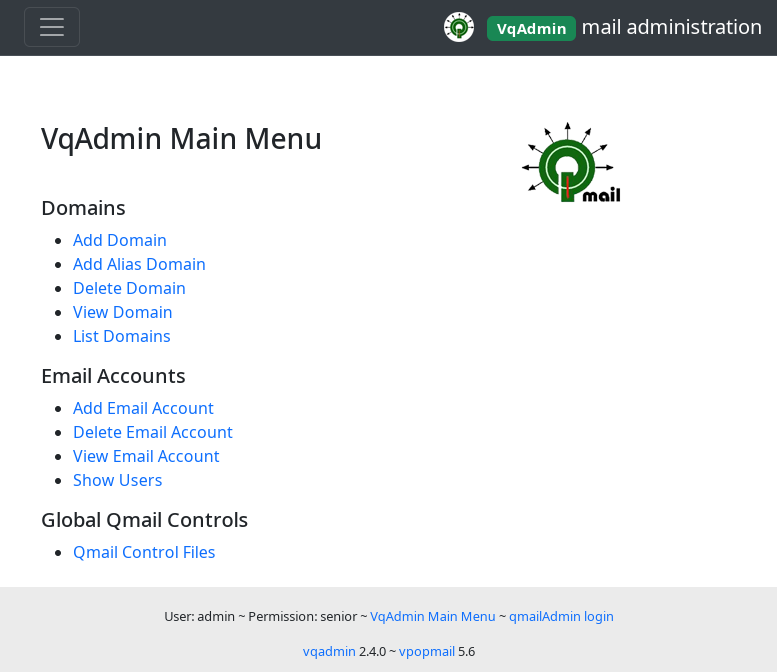 VqAdmin mail administration
VqAdmin Main Menu
mail
Domains
Add Domain
Add Alias Domain
Delete Domain
View Domain
List Domains
Email Accounts
Add Email Account
Delete Email Account
View Email Account
Show Users
Global Qmail Controls
Qmail Control Files
User: admin ~ Permission: senior ~ VqAdmin Main Menu ~ qmailAdmin login
vqadmin 2.4.0 ~ vpopmail 5.6